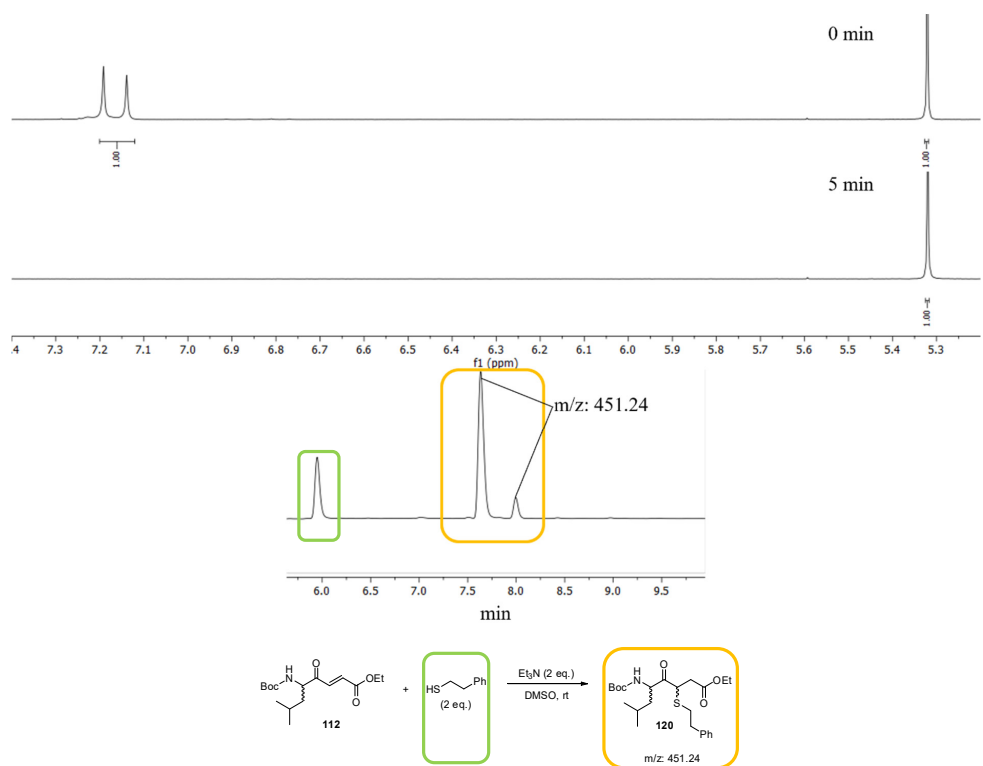 0 min
1.00
1.00
5 min
1.00
.4 7.3 7.2 7.1 7.0 6.9 6.8 6.7 6.6 6.5 6.4 6.3 6.2 6.1 6.0 5.9 5.8 5.7 5.6 5.5 5.4 5.3
f1 (ppm)
m/z: 451.24
6.0 6.5 7.0 7.5 8.0 8.5 9.0 9.5
min
H
N
Boc
O
OEt
O
112
+
HS
Ph
(2 eq.)
Et₃N (2 eq.)
DMSO, rt
H
N
Boc
O
OEt
O
S
120
Ph
m/z: 451.24